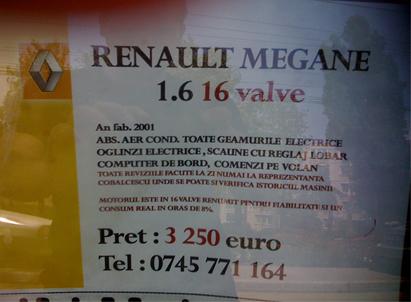 RENAULT MEGANE
1.6 16 valve
An fab. 2001
ABS. AER COND. TOATE GEAMURILE ELECTRICE
OGLINZI ELECTRICE, SCAUNE CU REGLAJ LOBAR
COMPUTER DE BORD, COMENZI PE VOLAN
TOATE REVIZIILE FACUTE LA ZI NUMAI LA REPREZENTANTA
COBALCESCU UNDE SE POATE SI VERIFICA ISTORICUL MASINII
MOTORUL ESTE IN 16 VALVE RENUMIT PENTRU FIABILITATE SI UN
CONSUM REAL IN ORAS DE 8%.
Pret : 3 250 euro
Tel : 0745 771 164